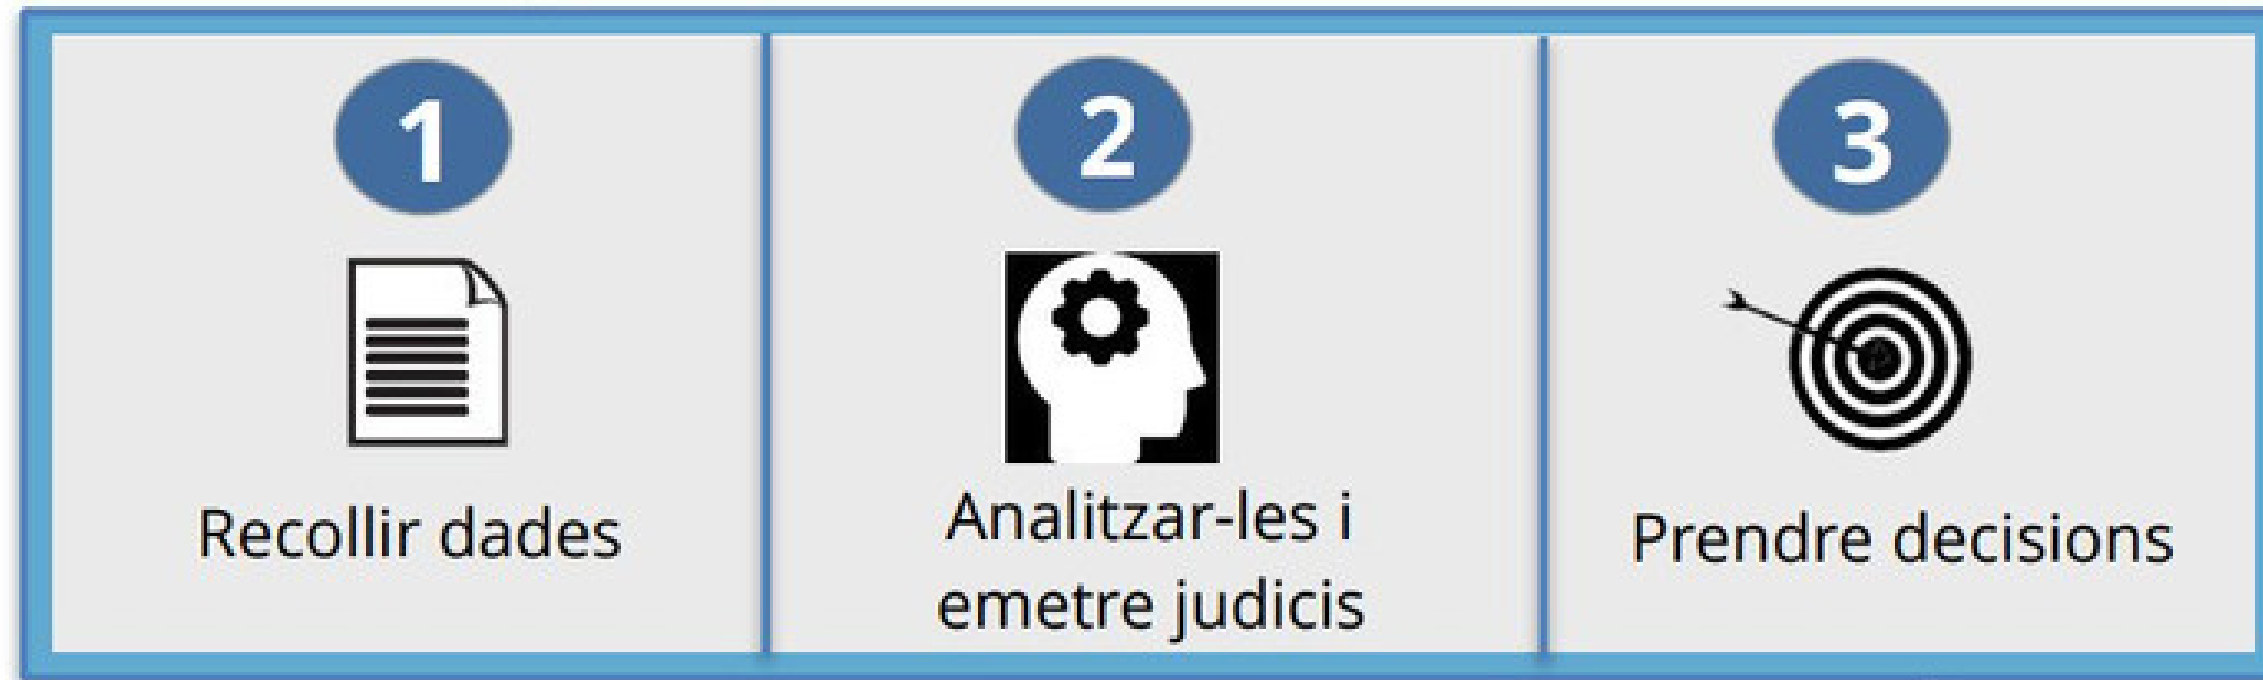 1
Recollir dades
2
Analitzar-les i
emetre judicis
3
Prendre decisions